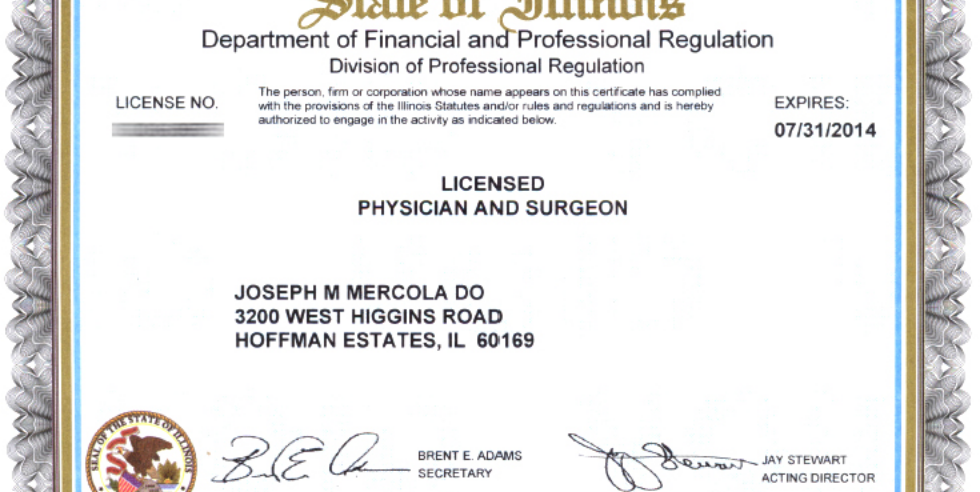 State of Illinois
Department of Financial and Professional Regulation
Division of Professional Regulation
LICENSE NO.
The person, firm or corporation whose name appears on this certificate has complied
with the provisions of the Illinois Statutes and/or rules and regulations and is hereby
authorized to engage in the activity as indicated below.
EXPIRES:
07/31/2014
LICENSED
PHYSICIAN AND SURGEON
JOSEPH M MERCOLA DO
3200 WEST HIGGINS ROAD
HOFFMAN ESTATES, IL 60169
SEAL OF THE STATE OF ILLINOIS
BRENT E. ADAMS
SECRETARY
JAY STEWART
ACTING DIRECTOR